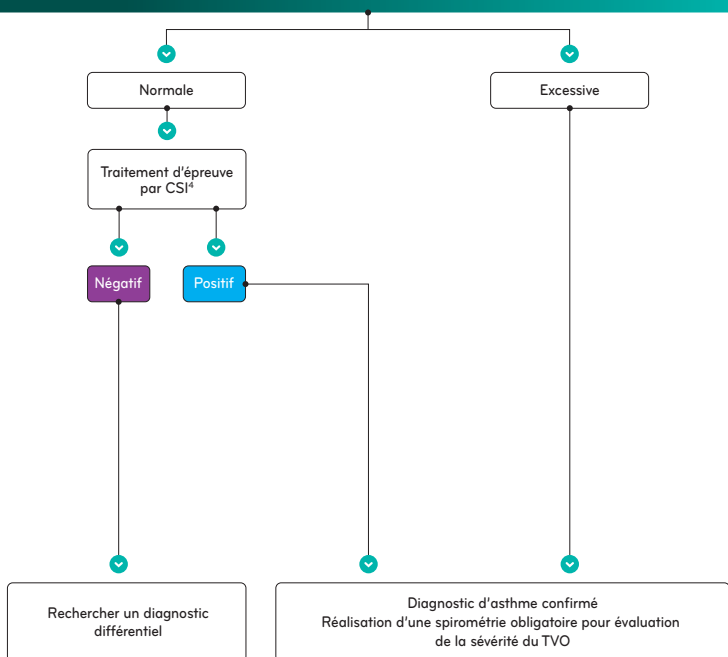 Normale
Excessive
Traitement d'épreuve
par CSI⁴
Négatif
Positif
Rechercher un diagnostic
différentiel
Diagnostic d'asthme confirmé
Réalisation d'une spirométrie obligatoire pour évaluation
de la sévérité du TVO